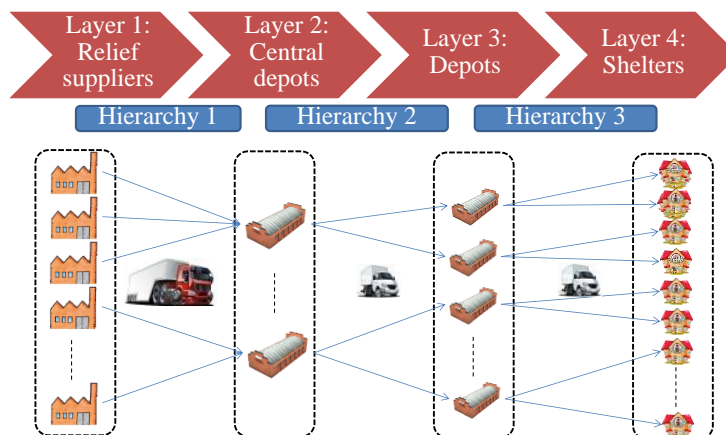 Layer 1:
Relief
suppliers
Layer 2:
Central
depots
Layer 3:
Depots
Layer 4:
Shelters
Hierarchy 1
Hierarchy 2
Hierarchy 3